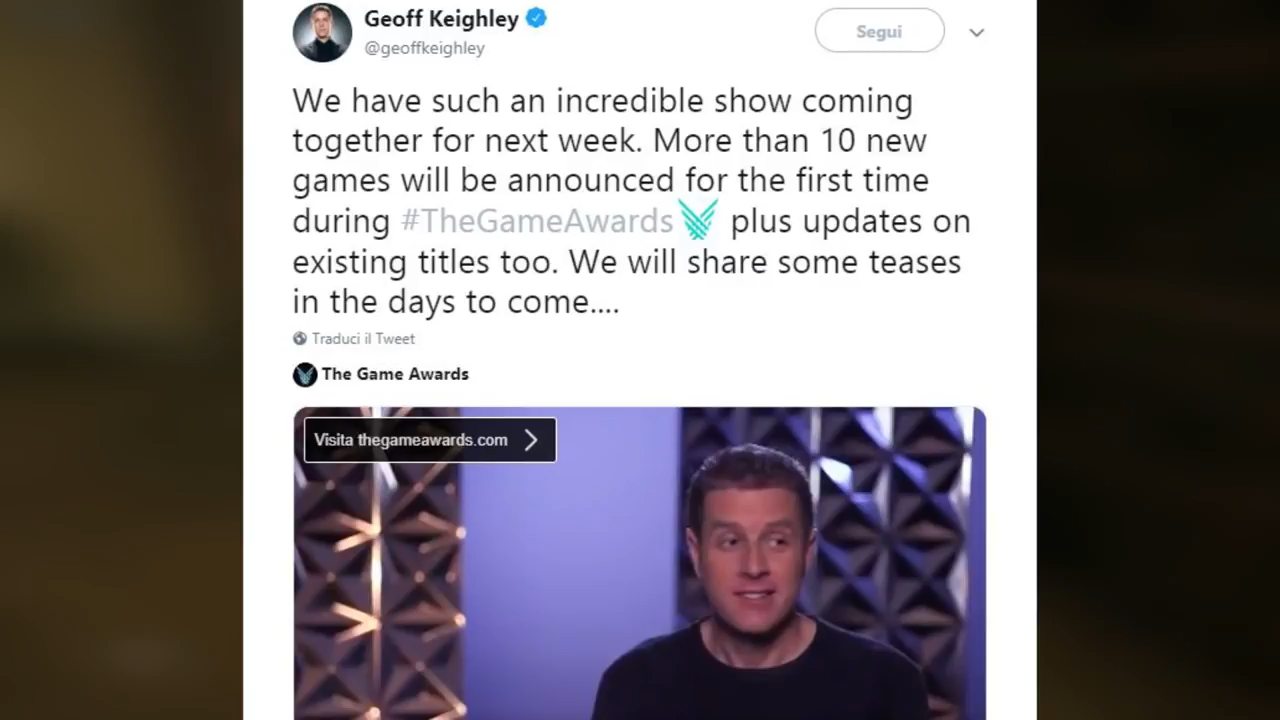 Geoff Keighley
@geoffkeighley
Segui
We have such an incredible show coming
together for next week. More than 10 new
games will be announced for the first time
during #TheGameAwards plus updates on
existing titles too. We will share some teases
in the days to come....
Traduci il Tweet
The Game Awards
Visita thegameawards.com